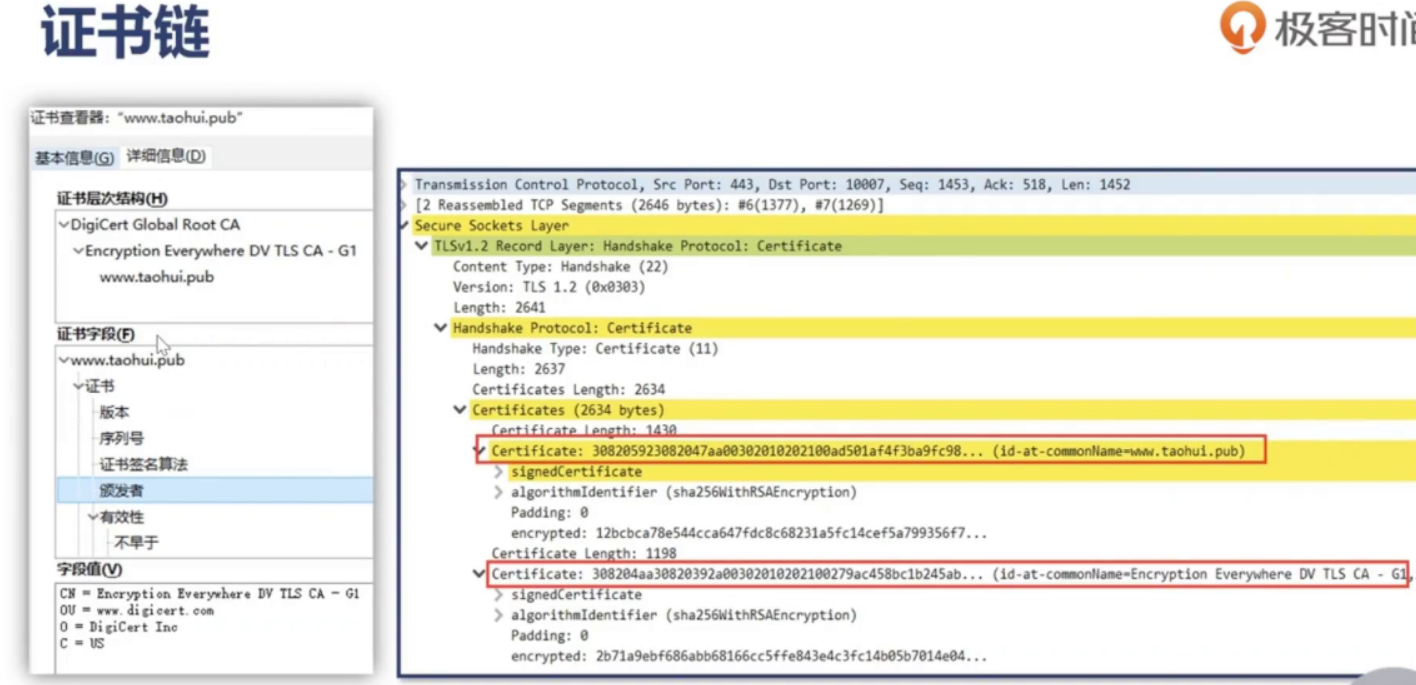 证书链
极客时间
证书查看器："www.taohui.pub"
基本信息(G) 详细信息(D)
证书层次结构(H)
DigiCert Global Root CA
Encryption Everywhere DV TLS CA - G1
www.taohui.pub
证书字段(F)
www.taohui.pub
证书
版本
序列号
证书签名算法
颁发者
有效性
不早于
字段值(V)
CN = Encryption Everywhere DV TLS CA - G1
OU = www.digicert.com
O = DigiCert Inc
C = US
Transmission Control Protocol, Src Port: 443, Dst Port: 10007, Seq: 1453, Ack: 518, Len: 1452
[2 Reassembled TCP Segments (2646 bytes): #6(1377), #7(1269)]
Secure Sockets Layer
TLSv1.2 Record Layer: Handshake Protocol: Certificate
Content Type: Handshake (22)
Version: TLS 1.2 (0x0303)
Length: 2641
Handshake Protocol: Certificate
Handshake Type: Certificate (11)
Length: 2637
Certificates Length: 2634
Certificates (2634 bytes)
Certificate Length: 1430
Certificate: 308205923082047aa00302010202100ad501af4f3ba9fc98... (id-at-commonName=www.taohui.pub)
signedCertificate
algorithmIdentifier (sha256WithRSAEncryption)
Padding: 0
encrypted: 12bcbca78e544cca647fdc8c68231a5fc14cef5a799356f7...
Certificate Length: 1198
Certificate: 308204aa30820392a00302010202100279ac458bc1b245ab... (id-at-commonName=Encryption Everywhere DV TLS CA - G1,
signedCertificate
algorithmIdentifier (sha256WithRSAEncryption)
Padding: 0
encrypted: 2b71a9ebf686abb68166cc5ffe843e4c3fc14b05b7014e04...